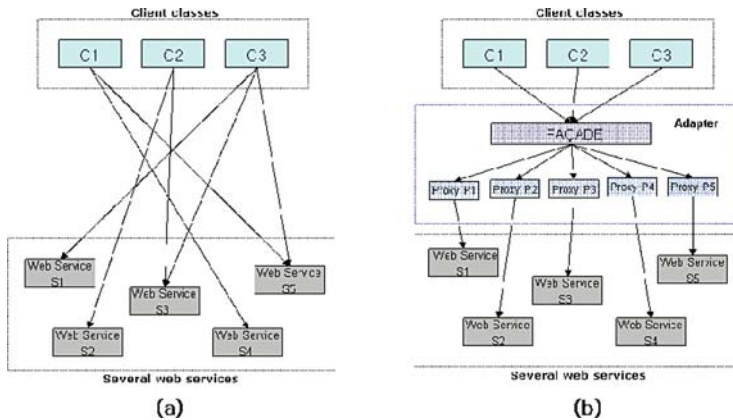 Client classes
C1
C2
C3
Web Service
S1
Web Service
S2
Web Service
S3
Web Service
S4
Web Service
S5
Several web services
(a)
Client classes
C1
C2
C3
Adapter
FACADE
Proxy P1
Proxy P2
Proxy P3
Proxy P4
Proxy P5
Web Service
S1
Web Service
S2
Web Service
S3
Web Service
S4
Web Service
S5
Several web services
(b)